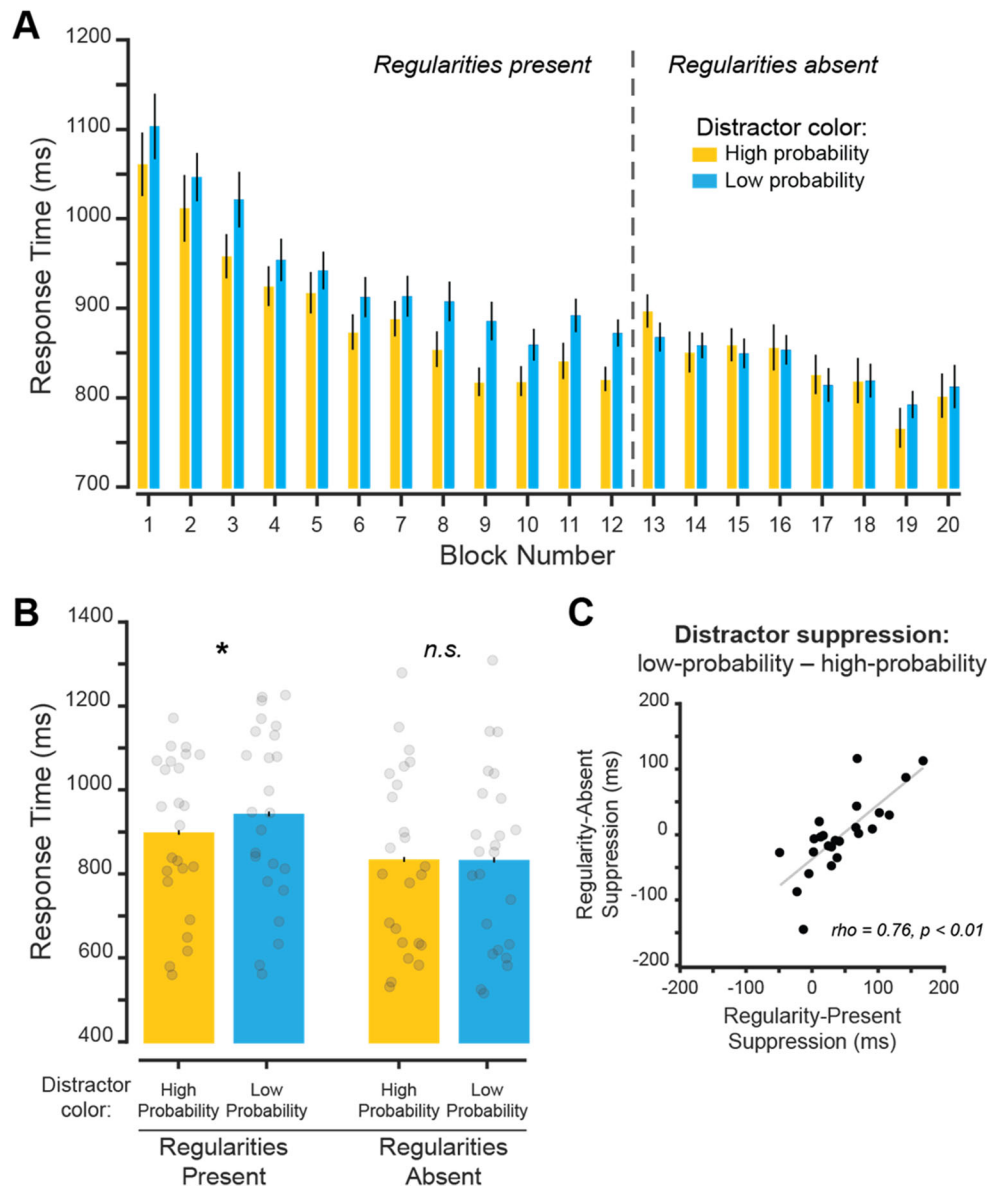 A
1200
1100
1000
900
800
700
Response Time (ms)
Regularities present
Regularities absent
Distractor color:
High probability
Low probability
1 2 3 4 5 6 7 8 9 10 11 12 13 14 15 16 17 18 19 20
Block Number
B
1400
1200
1000
800
600
400
Response Time (ms)
*
n.s.
Distractor
color:
High
Probability
Low
Probability
High
Probability
Low
Probability
Regularities
Present
Regularities
Absent
C
Distractor suppression:
low-probability – high-probability
200
100
0
-100
-200
Regularity-Absent
Suppression (ms)
rho = 0.76, p < 0.01
-200 -100 0 100 200
Regularity-Present
Suppression (ms)